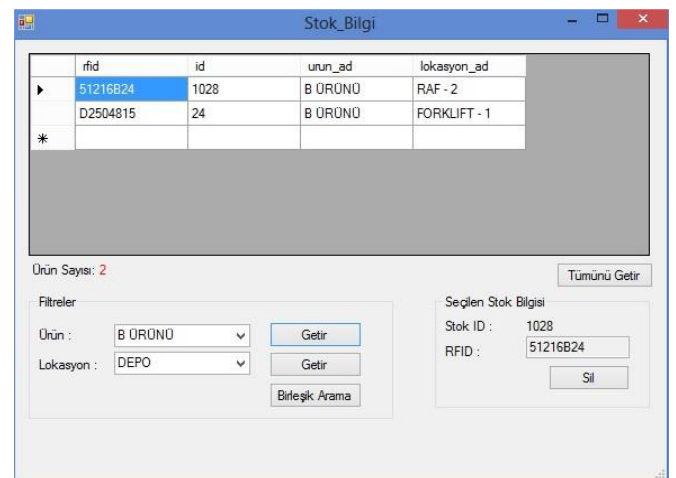 Stok_Bilgi
rfid id urun_ad lokasyon_ad
51216B24 1028 B ÜRÜNÜ RAF - 2
D2504815 24 B ÜRÜNÜ FORKLIFT - 1
Ürün Sayısı: 2
Tümünü Getir
Filtreler
Ürün : B ÜRÜNÜ Getir
Lokasyon : DEPO Getir
Birleşik Arama
Seçilen Stok Bilgisi
Stok ID : 1028
RFID : 51216B24
Sil